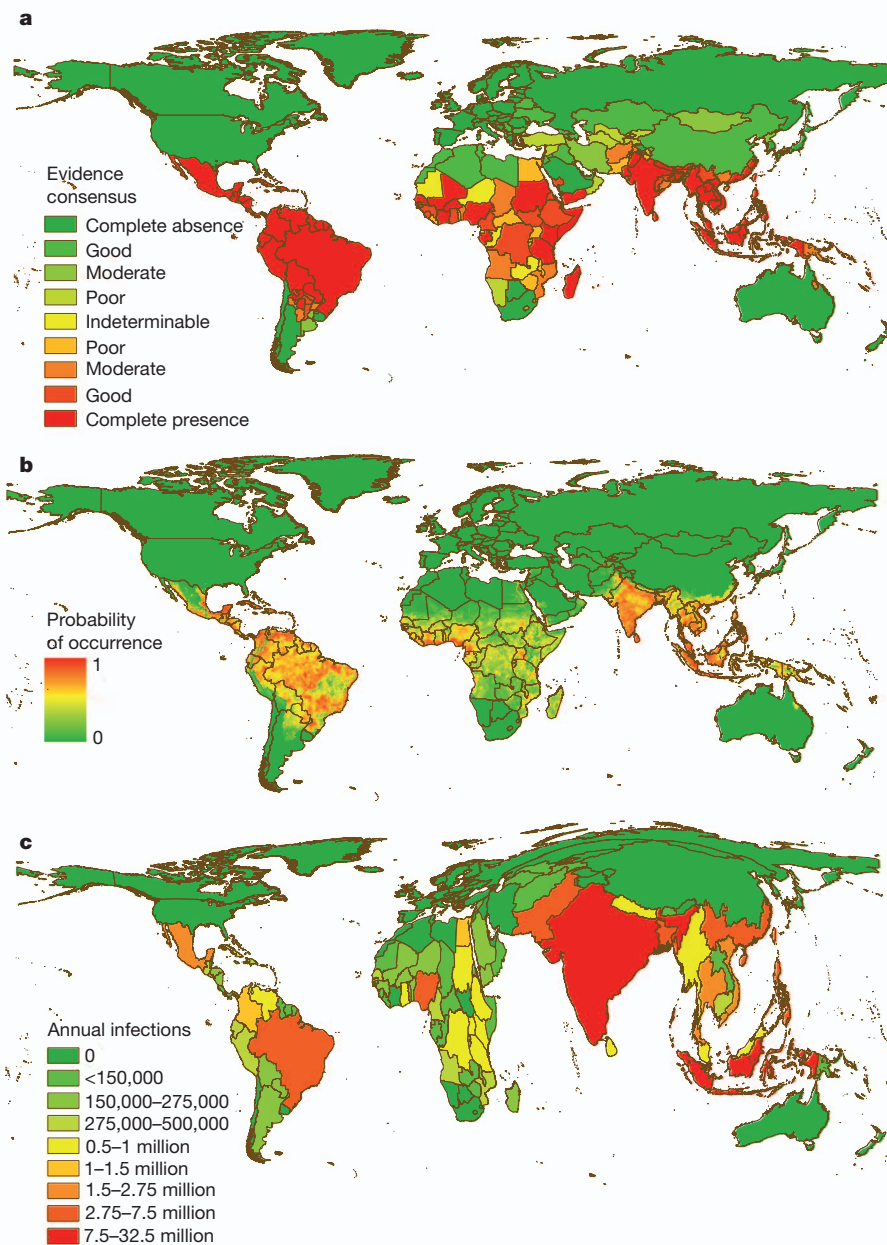 a
Evidence
consensus
Complete absence
Good
Moderate
Poor
Indeterminable
Poor
Moderate
Good
Complete presence
b
Probability
of occurrence
1
0
c
Annual infections
0
<150,000
150,000–275,000
275,000–500,000
0.5–1 million
1–1.5 million
1.5–2.75 million
2.75–7.5 million
7.5–32.5 million